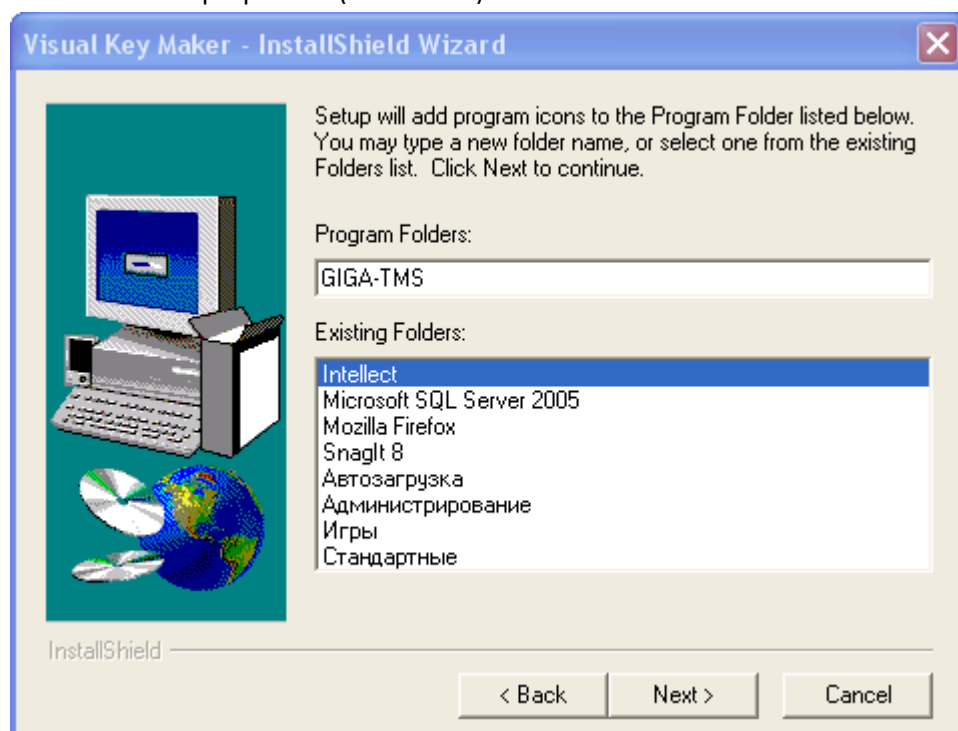 Visual Key Maker - InstallShield Wizard
Setup will add program icons to the Program Folder listed below.
You may type a new folder name, or select one from the existing
Folders list. Click Next to continue.
Program Folders:
GIGA-TMS
Existing Folders:
Intellect
Microsoft SQL Server 2005
Mozilla Firefox
SnagIt 8
Автозагрузка
Администрирование
Игры
Стандартные
InstallShield
< Back
Next >
Cancel